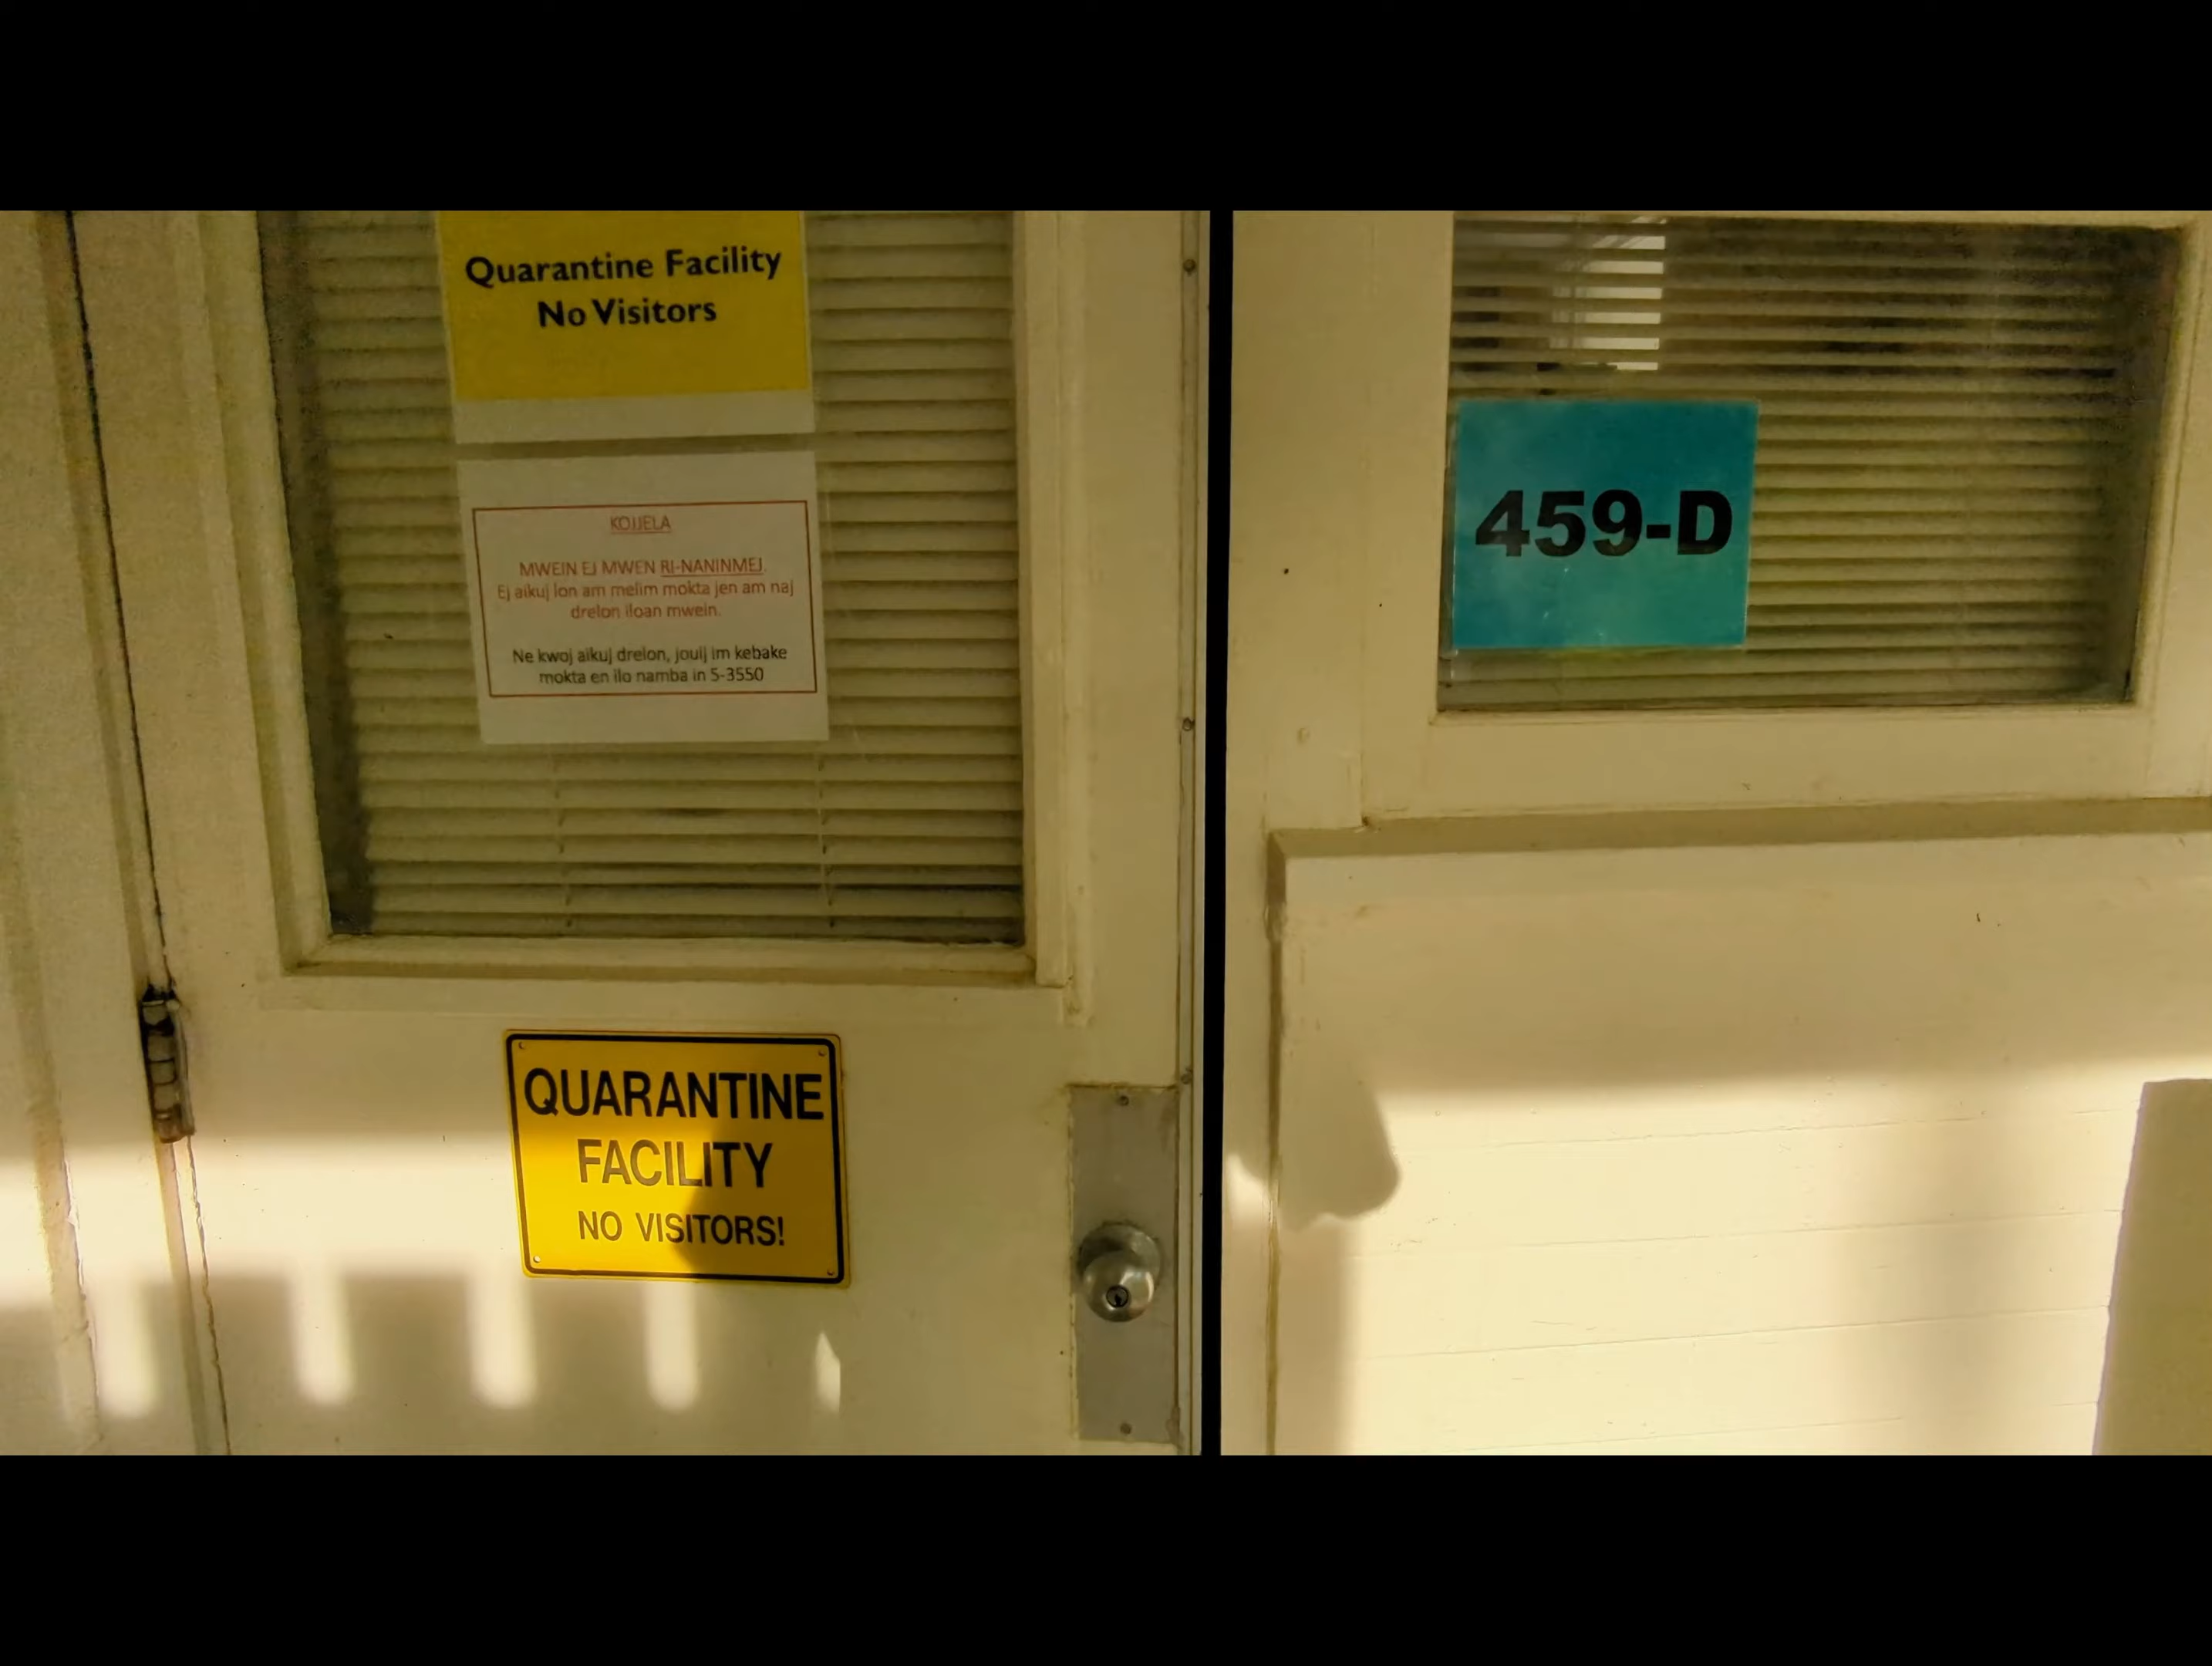 Quarantine Facility
No Visitors
KOJJELA
MWEIN EJ MWEN RI-NANINMEJ.
Ej aikuj lon am melim mokta jen am naj
drelon iloan mwein.
Ne kwoj aikuj drelon, jouij im kebake
mokta en ilo namba in 5-3550
QUARANTINE
FACILITY
NO VISITORS!
459-D